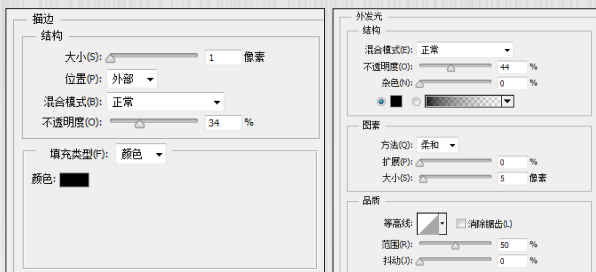 描边
结构
大小(S): 1 像素
位置(P): 外部
混合模式(B): 正常
不透明度(O): 34 %
填充类型(F): 颜色
颜色:
外发光
结构
混合模式(E): 正常
不透明度(O): 44 %
杂色(N): 0 %
图素
方法(Q): 柔和
扩展(P): 0 %
大小(S): 5 像素
品质
等高线: 消除锯齿(L)
范围(R): 50 %
抖动(J): 0 %